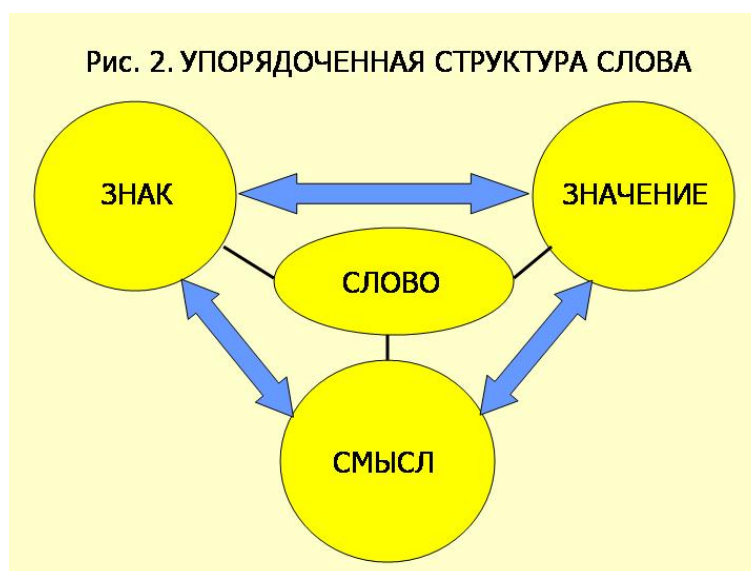 Рис. 2. УПОРЯДОЧЕННАЯ СТРУКТУРА СЛОВА
ЗНАК
ЗНАЧЕНИЕ
СЛОВО
СМЫСЛ